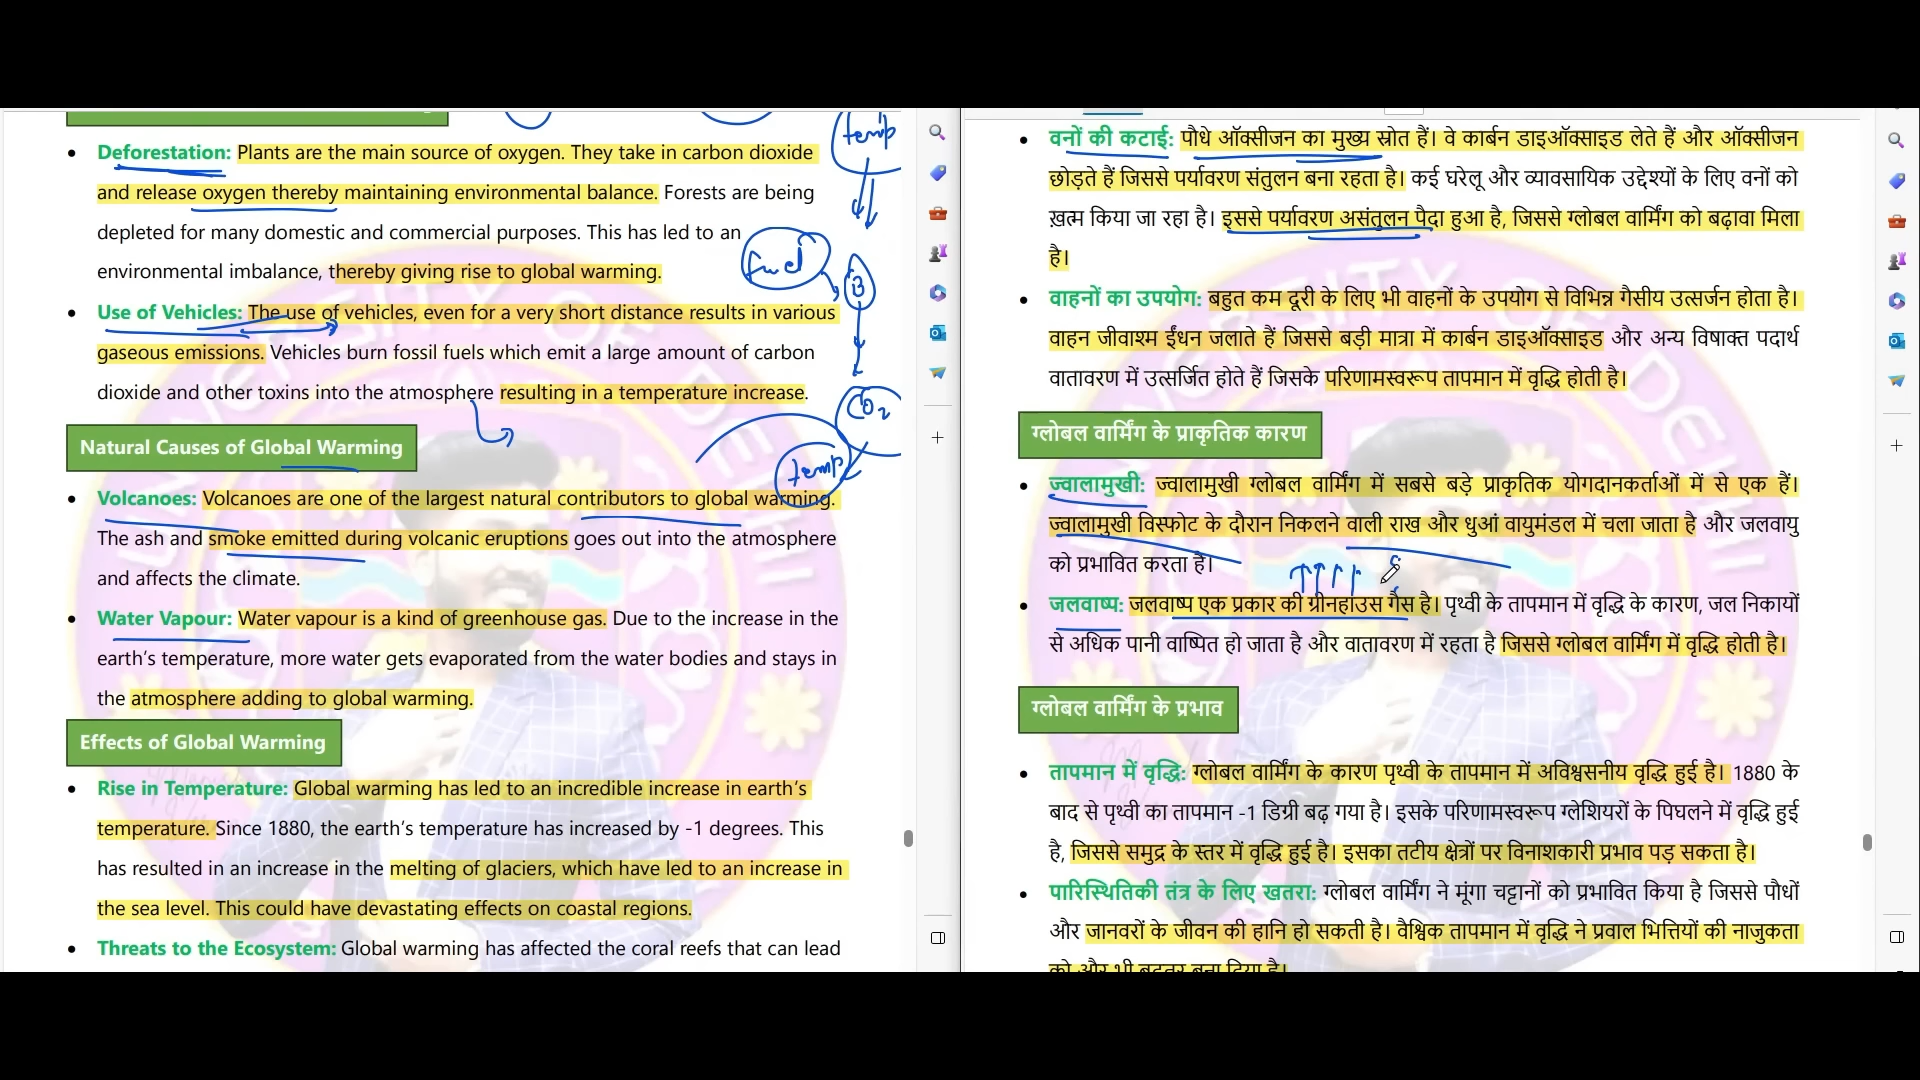 Deforestation: Plants are the main source of oxygen. They take in carbon dioxide
and release oxygen thereby maintaining environmental balance. Forests are being
depleted for many domestic and commercial purposes. This has led to an
environmental imbalance, thereby giving rise to global warming.
Use of Vehicles: The use of vehicles, even for a very short distance results in various
gaseous emissions. Vehicles burn fossil fuels which emit a large amount of carbon
dioxide and other toxins into the atmosphere resulting in a temperature increase.
Natural Causes of Global Warming
Volcanoes: Volcanoes are one of the largest natural contributors to global warming.
The ash and smoke emitted during volcanic eruptions goes out into the atmosphere
and affects the climate.
Water Vapour: Water vapour is a kind of greenhouse gas. Due to the increase in the
earth's temperature, more water gets evaporated from the water bodies and stays in
the atmosphere adding to global warming.
Effects of Global Warming
Rise in Temperature: Global warming has led to an incredible increase in earth's
temperature. Since 1880, the earth's temperature has increased by -1 degrees. This
has resulted in an increase in the melting of glaciers, which have led to an increase in
the sea level. This could have devastating effects on coastal regions.
Threats to the Ecosystem: Global warming has affected the coral reefs that can lead
temp
fuel
B
CO2
temp
वनों की कटाई: पौधे ऑक्सीजन का मुख्य स्रोत हैं। वे कार्बन डाइऑक्साइड लेते हैं और ऑक्सीजन
छोड़ते हैं जिससे पर्यावरण संतुलन बना रहता है। कई घरेलू और व्यावसायिक उद्देश्यों के लिए वनों को
ख़त्म किया जा रहा है। इससे पर्यावरण असंतुलन पैदा हुआ है, जिससे ग्लोबल वार्मिंग को बढ़ावा मिला
है।
वाहनों का उपयोग: बहुत कम दूरी के लिए भी वाहनों के उपयोग से विभिन्न गैसीय उत्सर्जन होता है।
वाहन जीवाश्म ईंधन जलाते हैं जिससे बड़ी मात्रा में कार्बन डाइऑक्साइड और अन्य विषाक्त पदार्थ
वातावरण में उत्सर्जित होते हैं जिसके परिणामस्वरूप तापमान में वृद्धि होती है।
ग्लोबल वार्मिंग के प्राकृतिक कारण
ज्वालामुखी: ज्वालामुखी ग्लोबल वार्मिंग में सबसे बड़े प्राकृतिक योगदानकर्ताओं में से एक हैं।
ज्वालामुखी विस्फोट के दौरान निकलने वाली राख और धुआं वायुमंडल में चला जाता है और जलवायु
को प्रभावित करता है।
जलवाष्प: जलवाष्प एक प्रकार की ग्रीनहाउस गैस है। पृथ्वी के तापमान में वृद्धि के कारण, जल निकायों
से अधिक पानी वाष्पित हो जाता है और वातावरण में रहता है जिससे ग्लोबल वार्मिंग में वृद्धि होती है।
ग्लोबल वार्मिंग के प्रभाव
तापमान में वृद्धि: ग्लोबल वार्मिंग के कारण पृथ्वी के तापमान में अविश्वसनीय वृद्धि हुई है। 1880 के
बाद से पृथ्वी का तापमान -1 डिग्री बढ़ गया है। इसके परिणामस्वरूप ग्लेशियरों के पिघलने में वृद्धि हुई
है, जिससे समुद्र के स्तर में वृद्धि हुई है। इसका तटीय क्षेत्रों पर विनाशकारी प्रभाव पड़ सकता है।
पारिस्थितिकी तंत्र के लिए खतरा: ग्लोबल वार्मिंग ने मूंगा चट्टानों को प्रभावित किया है जिससे पौधों
और जानवरों के जीवन की हानि हो सकती है। वैश्विक तापमान में वृद्धि ने प्रवाल भित्तियों की नाजुकता
को और भी बदतर बना दिया है।